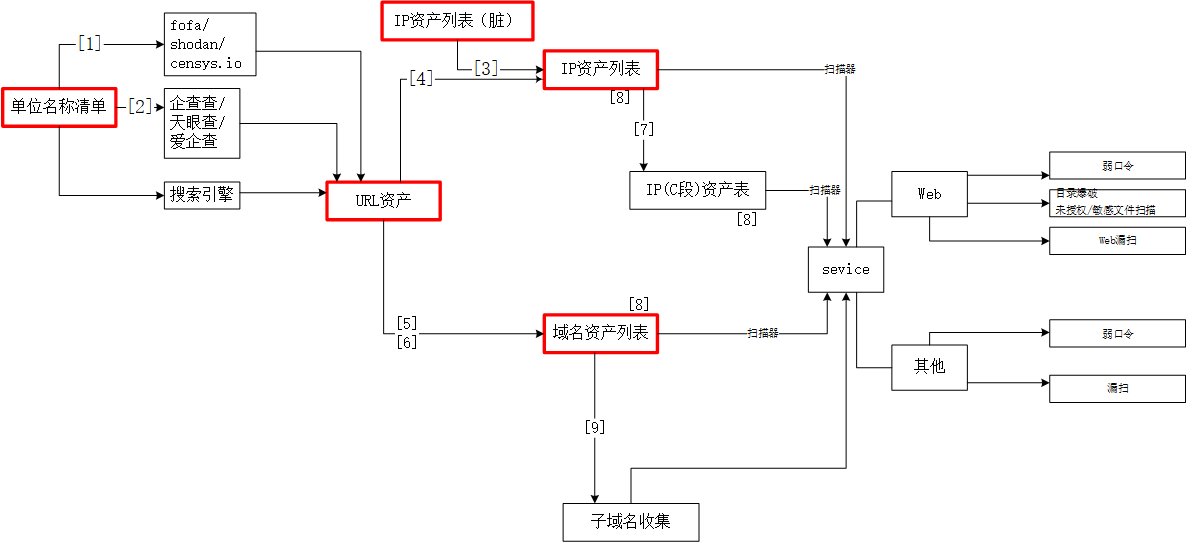 IP资产列表（脏）
fofa/
shodan/
censys.io
[1]
[3]
[4]
IP资产列表
扫描器
[8]
单位名称清单
[2]
企查查/
天眼查/
爱企查
[7]
搜索引擎
URL资产
IP(C段)资产表
扫描器
[8]
Web
弱口令
目录爆破
未授权/敏感文件扫描
Web漏扫
sevice
[8]
[5]
[6]
域名资产列表
扫描器
弱口令
其他
漏扫
[9]
子域名收集